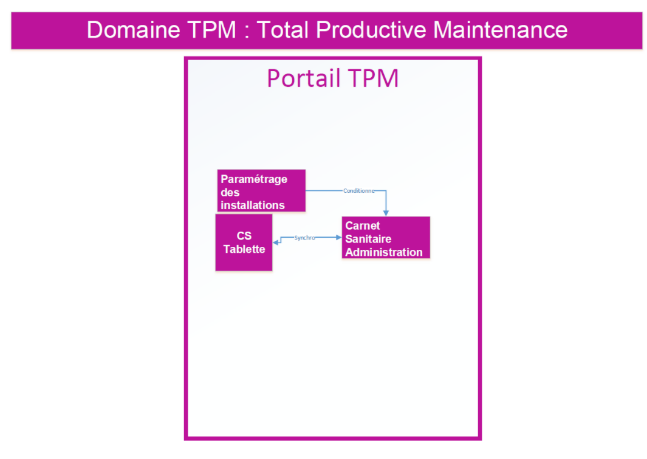 Domaine TPM : Total Productive Maintenance
Portail TPM
Paramétrage
des
installations
Conditionne
CS
Tablette
Synchro
Carnet
Sanitaire
Administration